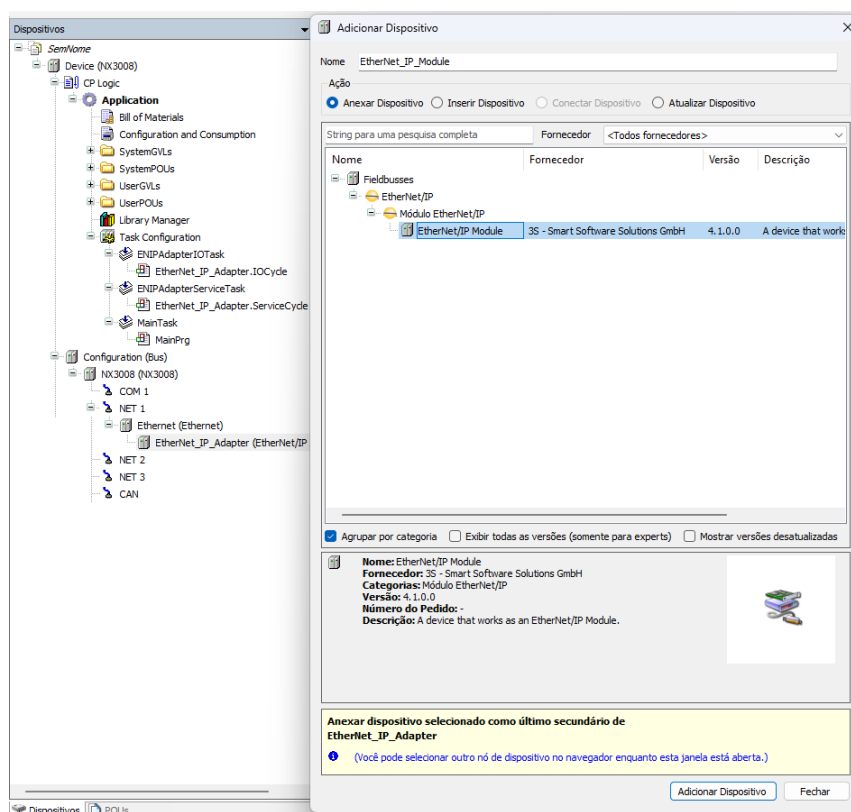 Dispositivos
SemNome
Device (NX3008)
CP Logic
Application
Bill of Materials
Configuration and Consumption
SystemGVLs
SystemPOUs
UserGVLs
UserPOUs
Library Manager
Task Configuration
ENIPAdapterIOTask
EtherNet_IP_Adapter.IOCycle
ENIPAdapterServiceTask
EtherNet_IP_Adapter.ServiceCycle
MainTask
MainPrg
Configuration (Bus)
NX3008 (NX3008)
COM 1
NET 1
Ethernet (Ethernet)
EtherNet_IP_Adapter (EtherNet/IP
NET 2
NET 3
CAN
Dispositivos POUs
Adicionar Dispositivo
Nome EtherNet_IP_Module
Ação
Anexar Dispositivo Inserir Dispositivo Conectar Dispositivo Atualizar Dispositivo
String para uma pesquisa completa Fornecedor <Todos fornecedores>
Nome Fornecedor Versão Descrição
Fieldbusses
EtherNet/IP
Módulo EtherNet/IP
EtherNet/IP Module 3S - Smart Software Solutions GmbH 4.1.0.0 A device that works
Agrupar por categoria Exibir todas as versões (somente para experts) Mostrar versões desatualizadas
Nome: EtherNet/IP Module
Fornecedor: 3S - Smart Software Solutions GmbH
Categorias: Módulo EtherNet/IP
Versão: 4.1.0.0
Número do Pedido: -
Descrição: A device that works as an EtherNet/IP Module.
Anexar dispositivo selecionado como último secundário de
EtherNet_IP_Adapter
(Você pode selecionar outro nó de dispositivo no navegador enquanto esta janela está aberta.)
Adicionar Dispositivo Fechar